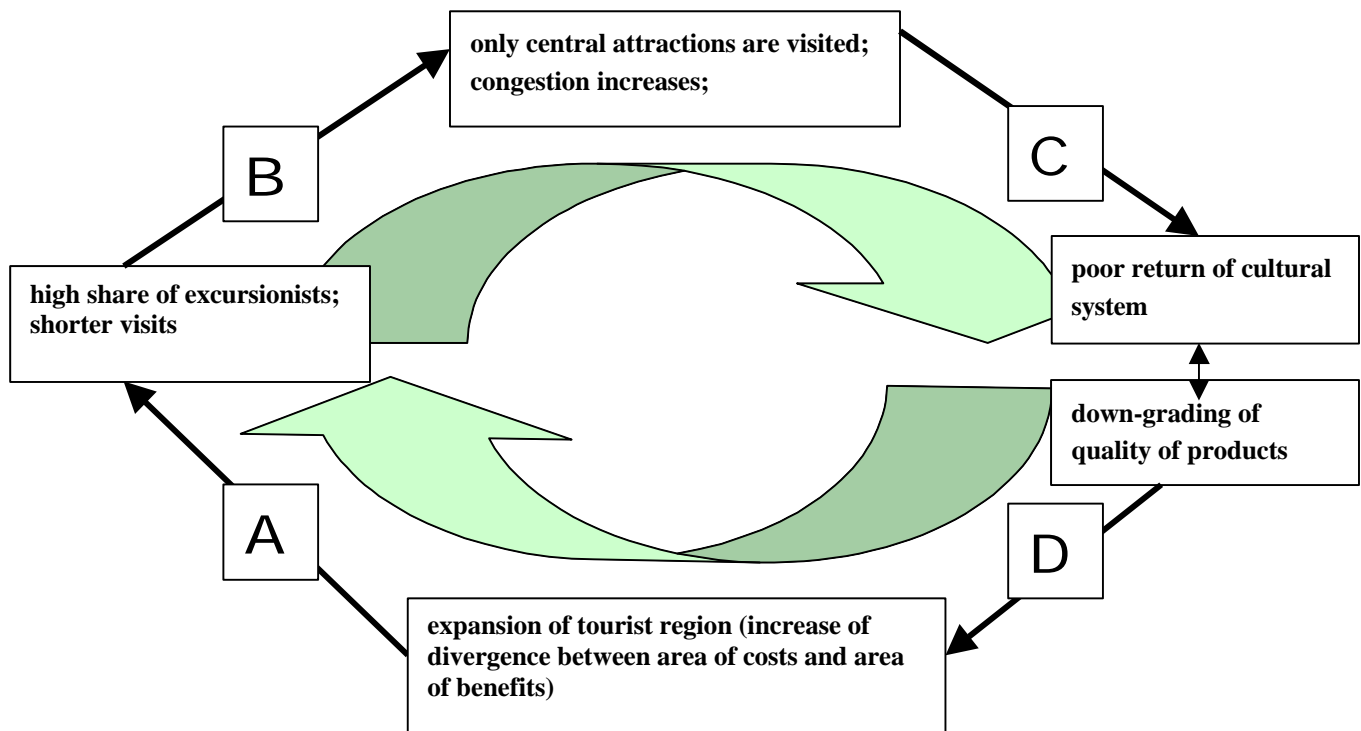 only central attractions are visited;
congestion increases;
B
C
high share of excursionists;
shorter visits
poor return of cultural
system
down-grading of
quality of products
A
D
expansion of tourist region (increase of
divergence between area of costs and area
of benefits)